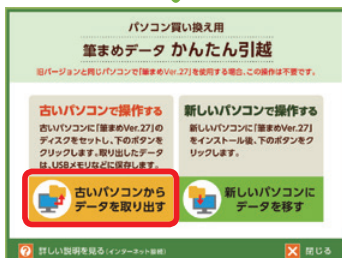 パソコン買い換え用
筆まめデータ かんたん引越
旧バージョンと同じパソコンで「筆まめVer.27」を使用する場合、この操作は不要です。
古いパソコンで操作する
古いパソコンに「筆まめVer.27」の
ディスクをセットし、下のボタンを
クリックします。取り出したデータ
は、USBメモリなどに保存します。
古いパソコンから
データを取り出す
新しいパソコンで操作する
新しいパソコンに「筆まめVer.27」
をインストール後、下のボタンをク
リックします。
新しいパソコンに
データを移す
詳しい説明を見る(インターネット接続)
閉じる